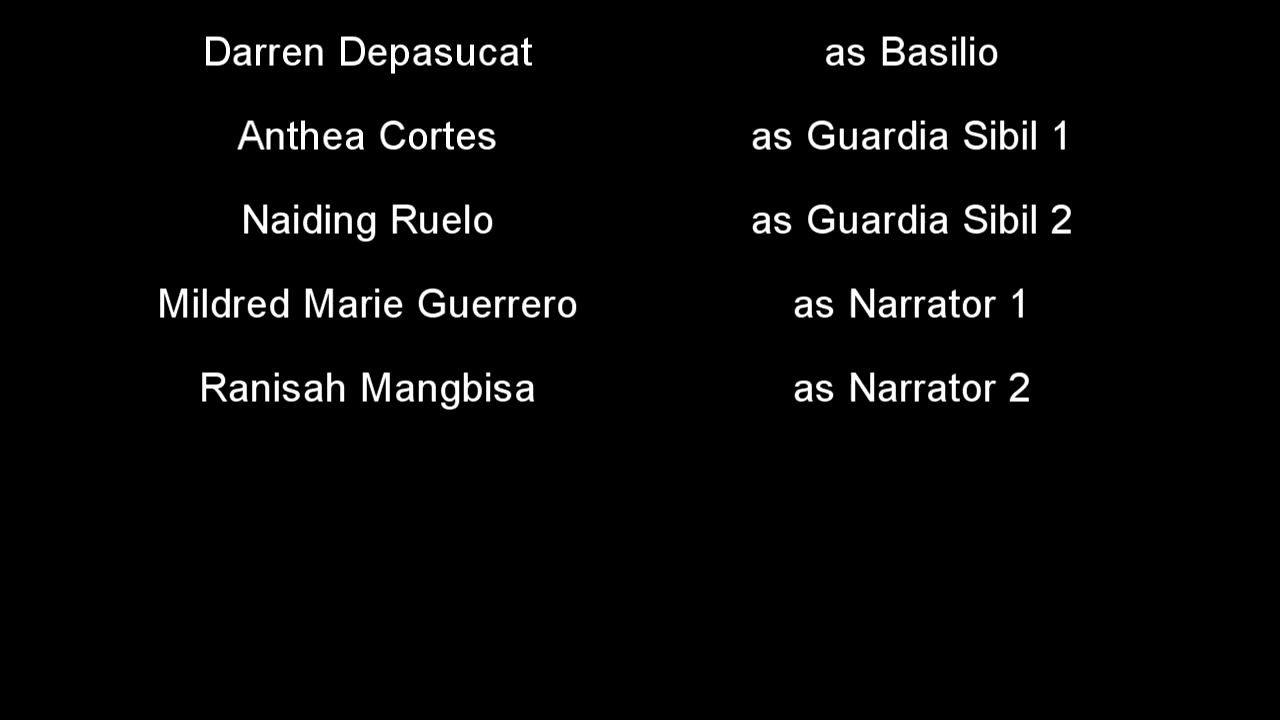 Darren Depasucat as Basilio
Anthea Cortes as Guardia Sibil 1
Naiding Ruelo as Guardia Sibil 2
Mildred Marie Guerrero as Narrator 1
Ranisah Mangbisa as Narrator 2